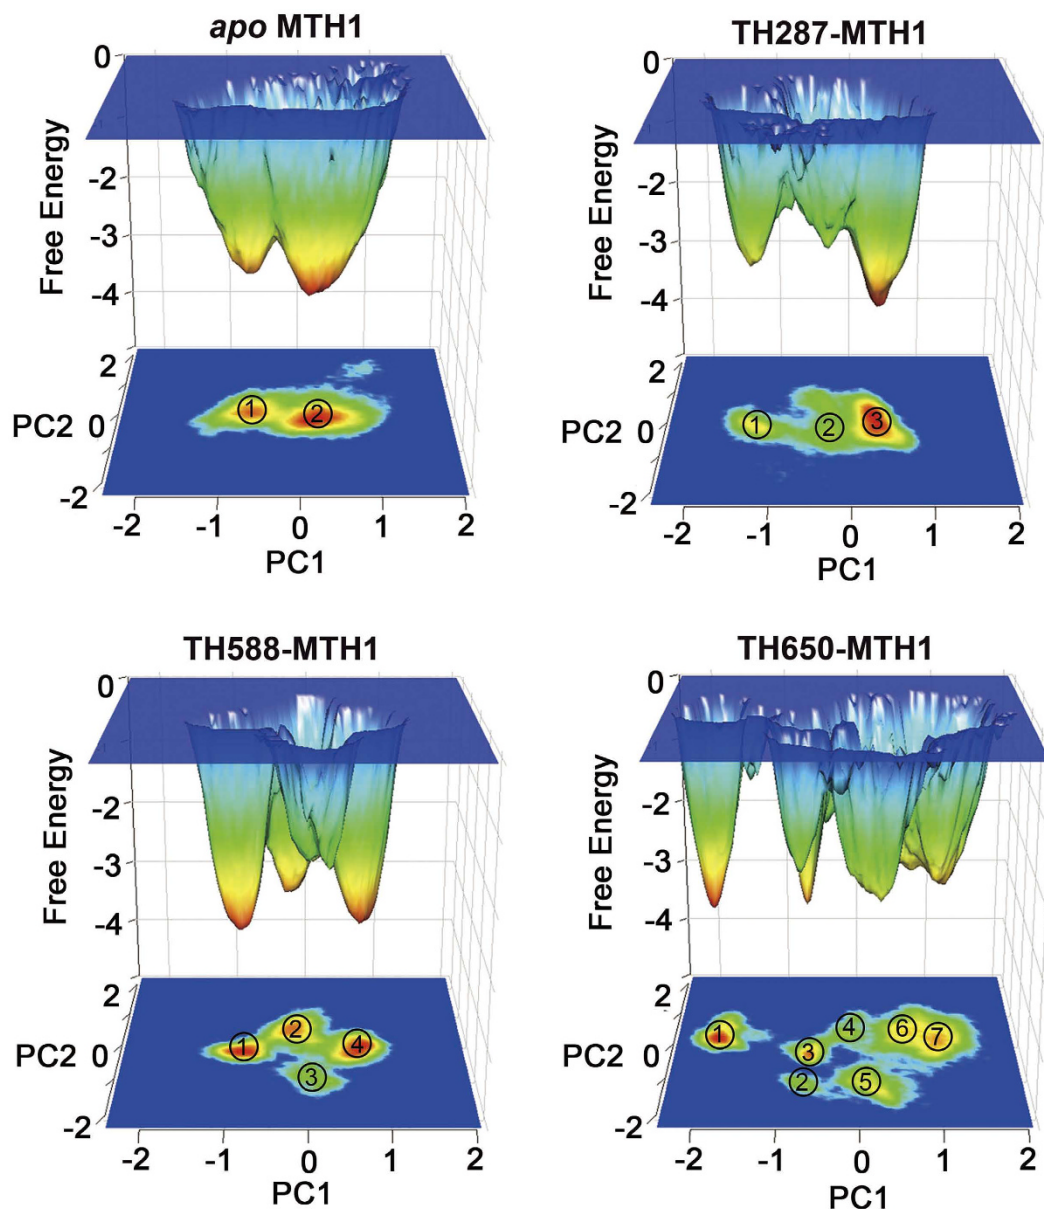 apo MTH1
0
-2
-3
-4
Free Energy
2
PC2 0
-2
1 2
-2 -1 0 1 2
PC1
TH287-MTH1
0
-2
-3
-4
Free Energy
2
PC2 0
-2
1 2 3
-2 -1 0 1 2
PC1
TH588-MTH1
0
-2
-3
-4
Free Energy
2
PC2 0
-2
1 2 3 4
-2 -1 0 1 2
PC1
TH650-MTH1
0
-2
-3
-4
Free Energy
2
PC2 0
-2
1 2 3 4 5 6 7
-2 -1 0 1 2
PC1